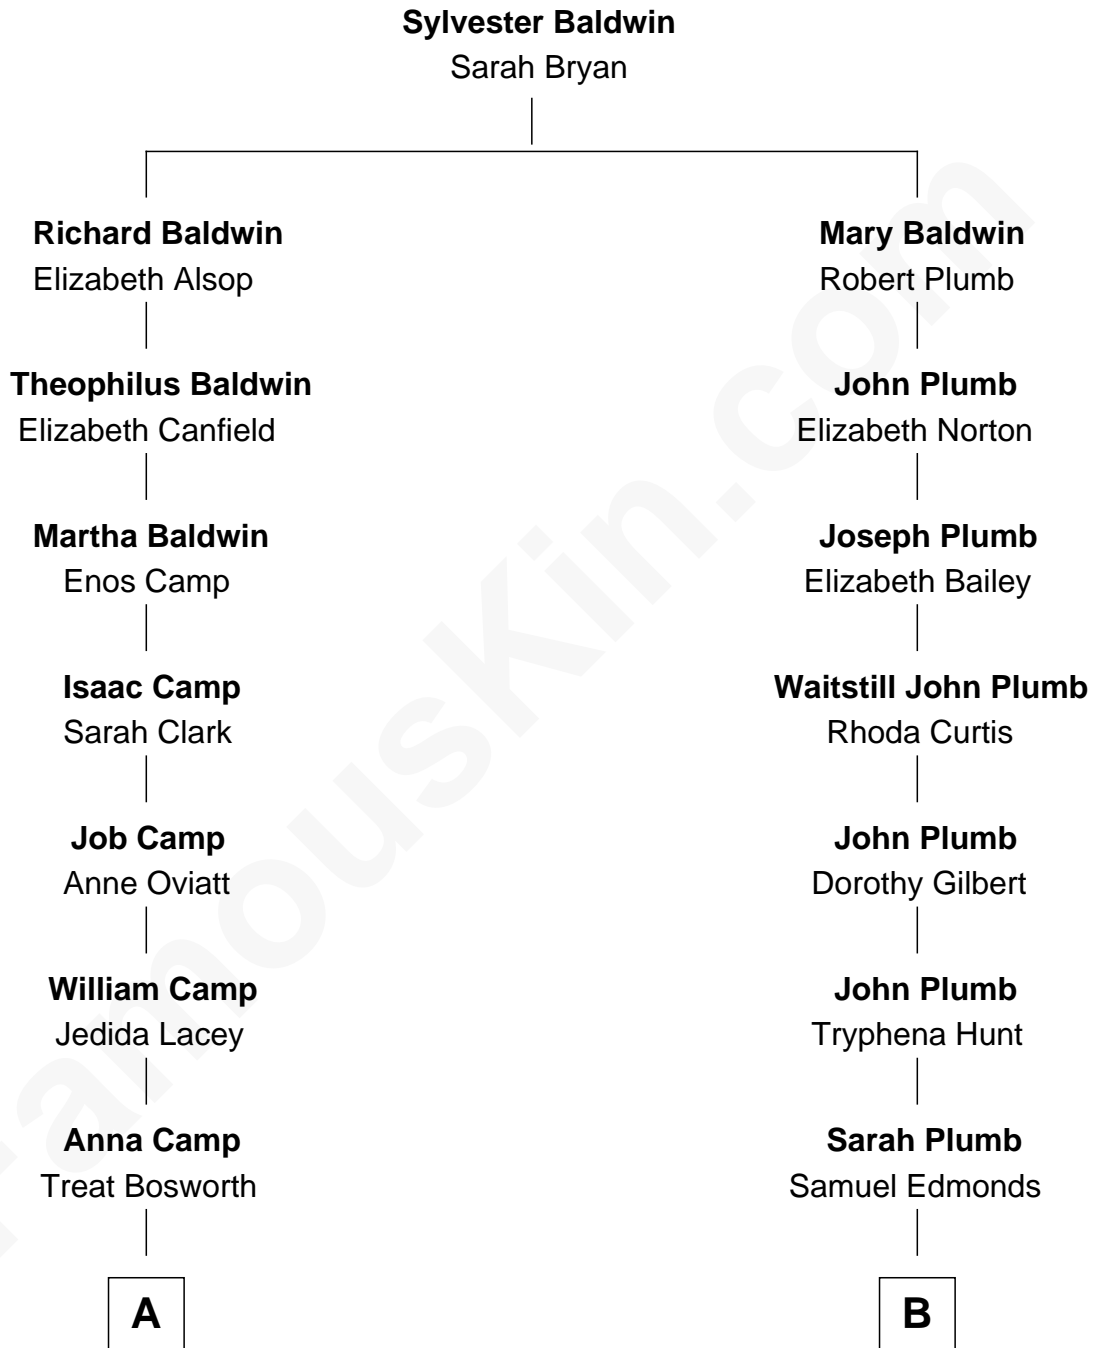 Sylvester Baldwin
Sarah Bryan
Richard Baldwin
Elizabeth Alsop
Mary Baldwin
Robert Plumb
Theophilus Baldwin
Elizabeth Canfield
John Plumb
Elizabeth Norton
Martha Baldwin
Enos Camp
Joseph Plumb
Elizabeth Bailey
Isaac Camp
Sarah Clark
Waitstill John Plumb
Rhoda Curtis
Job Camp
Anne Oviatt
John Plumb
Dorothy Gilbert
William Camp
Jedida Lacey
John Plumb
Tryphena Hunt
Anna Camp
Treat Bosworth
Sarah Plumb
Samuel Edmonds
A
B
FamousKin.com